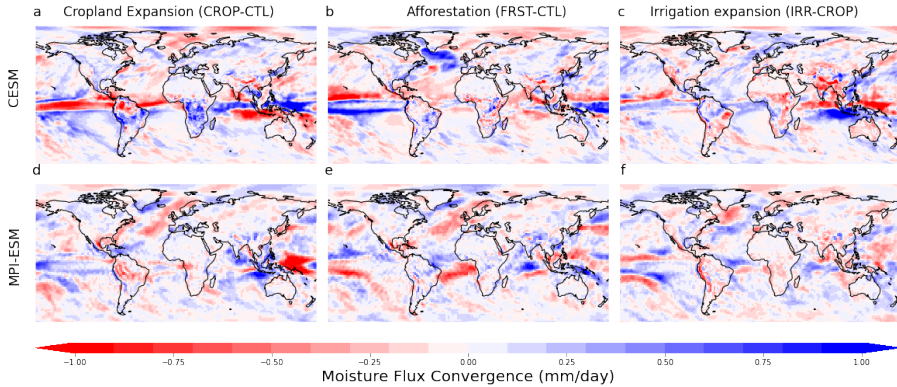 a Cropland Expansion (CROP-CTL)
b Afforestation (FRST-CTL)
c Irrigation expansion (IRR-CROP)
CESM
d
e
f
MPI-ESM
−1.00 −0.75 −0.50 −0.25 0.00 0.25 0.50 0.75 1.00
Moisture Flux Convergence (mm/day)